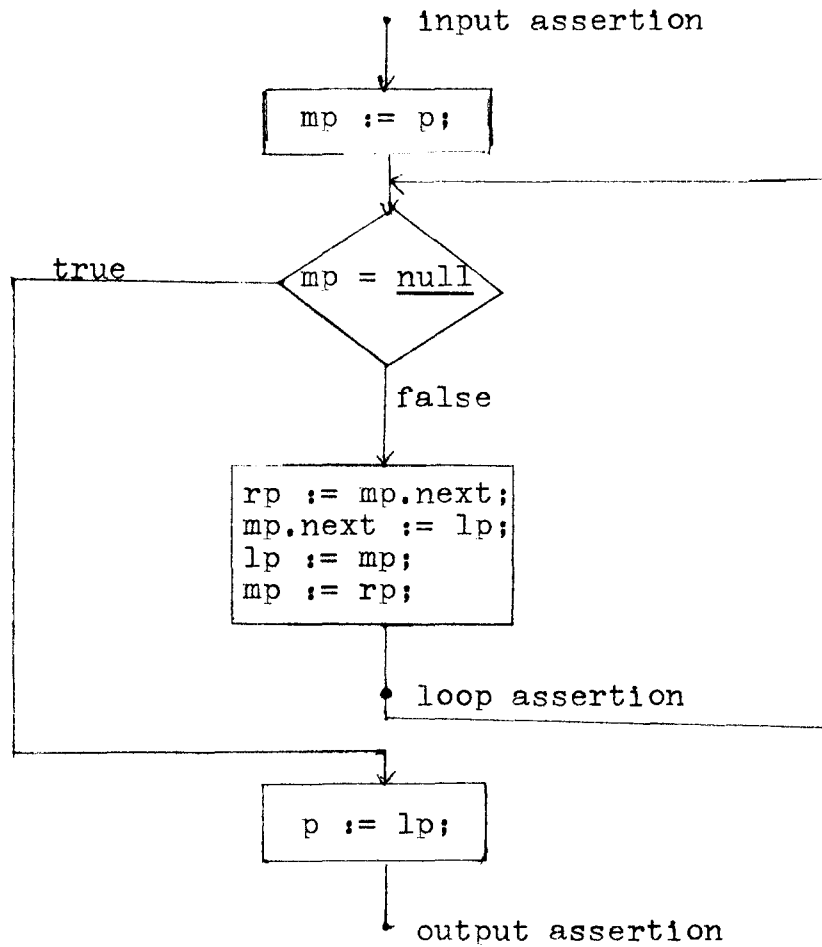 input assertion
mp := p;
mp = null
true
false
rp := mp.next;
mp.next := lp;
lp := mp;
mp := rp;
loop assertion
p := lp;
output assertion